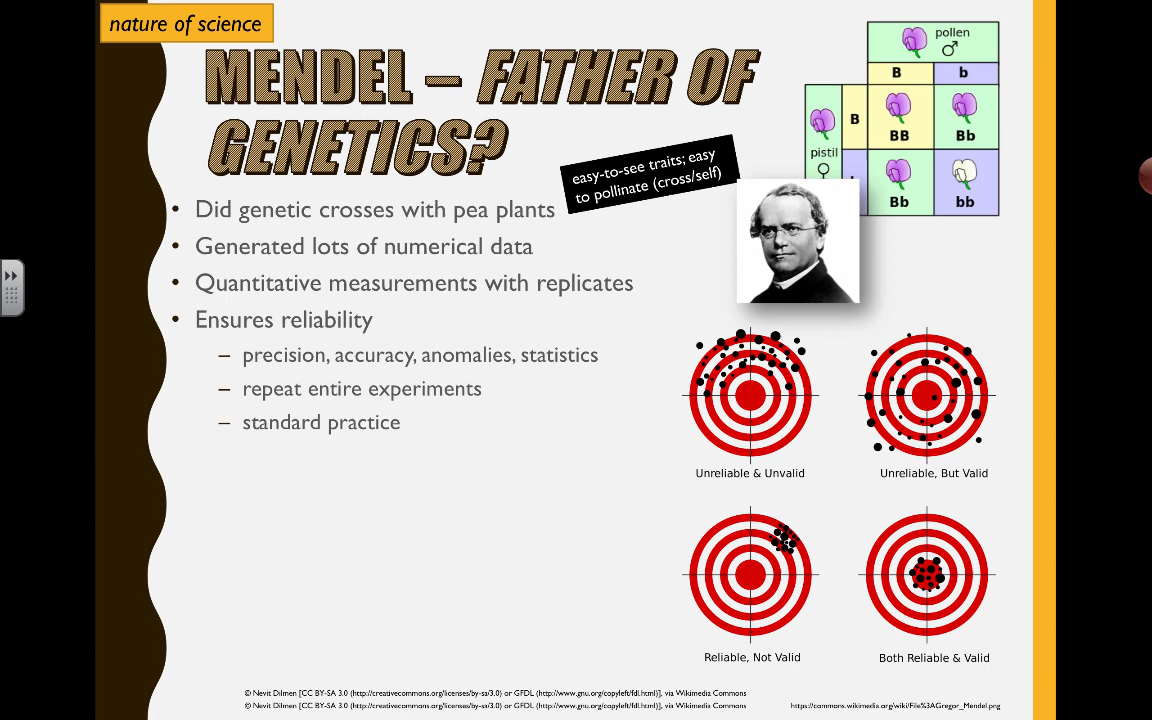 nature of science
MENDEL – FATHER OF
GENETICS?
easy-to-see traits; easy
to pollinate (cross/self)
• Did genetic crosses with pea plants
• Generated lots of numerical data
• Quantitative measurements with replicates
• Ensures reliability
– precision, accuracy, anomalies, statistics
– repeat entire experiments
– standard practice
pollen
♂
B b
pistil
♀
B
BB Bb
Bb bb
Unreliable & Unvalid
Unreliable, But Valid
Reliable, Not Valid
Both Reliable & Valid
© Nevit Dilmen [CC BY-SA 3.0 (http://creativecommons.org/licenses/by-sa/3.0) or GFDL (http://www.gnu.org/copyleft/fdl.html)], via Wikimedia Commons
© Nevit Dilmen [CC BY-SA 3.0 (http://creativecommons.org/licenses/by-sa/3.0) or GFDL (http://www.gnu.org/copyleft/fdl.html)], via Wikimedia Commons
https://commons.wikimedia.org/wiki/File%3AGregor_Mendel.png